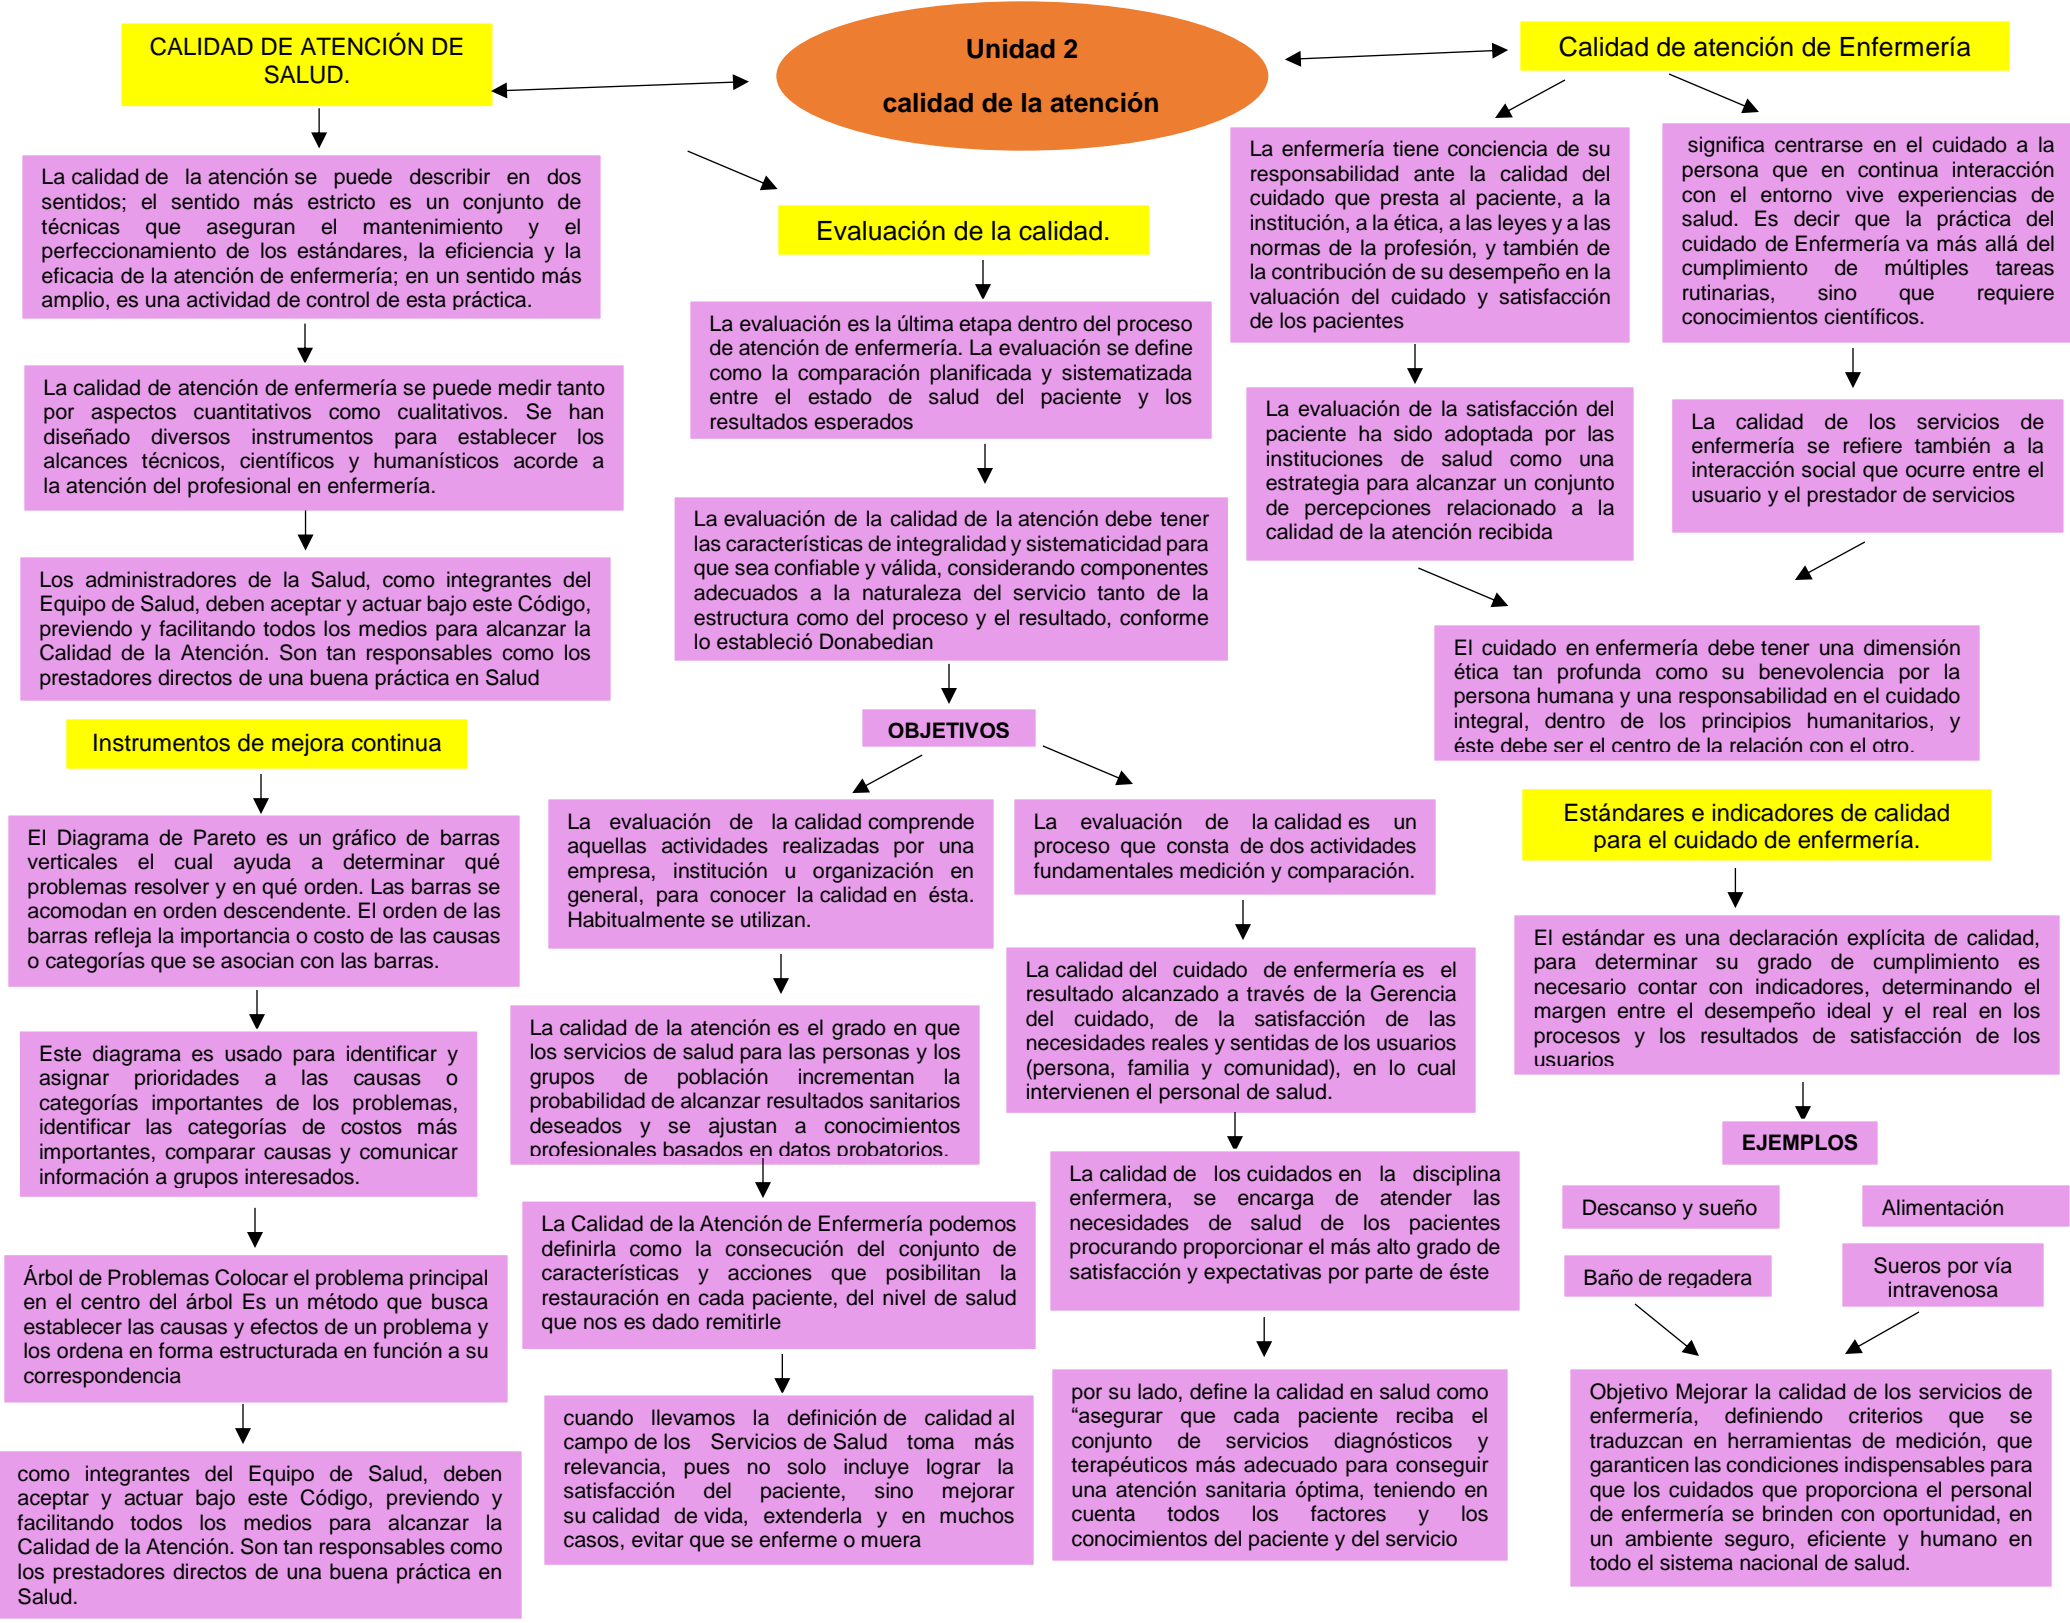 Unidad 2
calidad de la atención
CALIDAD DE ATENCIÓN DE
SALUD.
La calidad de la atención se puede describir en dos
sentidos; el sentido más estricto es un conjunto de
técnicas que aseguran el mantenimiento y el
perfeccionamiento de los estándares, la eficiencia y la
eficacia de la atención de enfermería; en un sentido más
amplio, es una actividad de control de esta práctica.
La calidad de atención de enfermería se puede medir tanto
por aspectos cuantitativos como cualitativos. Se han
diseñado diversos instrumentos para establecer los
alcances técnicos, científicos y humanísticos acorde a
la atención del profesional en enfermería.
Los administradores de la Salud, como integrantes del
Equipo de Salud, deben aceptar y actuar bajo este Código,
previendo y facilitando todos los medios para alcanzar la
Calidad de la Atención. Son tan responsables como los
prestadores directos de una buena práctica en Salud
Instrumentos de mejora continua
El Diagrama de Pareto es un gráfico de barras
verticales el cual ayuda a determinar qué
problemas resolver y en qué orden. Las barras se
acomodan en orden descendente. El orden de las
barras refleja la importancia o costo de las causas
o categorías que se asocian con las barras.
Este diagrama es usado para identificar y
asignar prioridades a las causas o
categorías importantes de los problemas,
identificar las categorías de costos más
importantes, comparar causas y comunicar
información a grupos interesados.
Árbol de Problemas Colocar el problema principal
en el centro del árbol Es un método que busca
establecer las causas y efectos de un problema y
los ordena en forma estructurada en función a su
correspondencia
como integrantes del Equipo de Salud, deben
aceptar y actuar bajo este Código, previendo y
facilitando todos los medios para alcanzar la
Calidad de la Atención. Son tan responsables como
los prestadores directos de una buena práctica en
Salud.
Evaluación de la calidad.
La evaluación es la última etapa dentro del proceso
de atención de enfermería. La evaluación se define
como la comparación planificada y sistematizada
entre el estado de salud del paciente y los
resultados esperados
La evaluación de la calidad de la atención debe tener
las características de integralidad y sistematicidad para
que sea confiable y válida, considerando componentes
adecuados a la naturaleza del servicio tanto de la
estructura como del proceso y el resultado, conforme
lo estableció Donabedian
OBJETIVOS
La evaluación de la calidad comprende
aquellas actividades realizadas por una
empresa, institución u organización en
general, para conocer la calidad en ésta.
Habitualmente se utilizan.
La calidad de la atención es el grado en que
los servicios de salud para las personas y los
grupos de población incrementan la
probabilidad de alcanzar resultados sanitarios
deseados y se ajustan a conocimientos
profesionales basados en datos probatorios.
La Calidad de la Atención de Enfermería podemos
definirla como la consecución del conjunto de
características y acciones que posibilitan la
restauración en cada paciente, del nivel de salud
que nos es dado remitirle
cuando llevamos la definición de calidad al
campo de los Servicios de Salud toma más
relevancia, pues no solo incluye lograr la
satisfacción del paciente, sino mejorar
su calidad de vida, extenderla y en muchos
casos, evitar que se enferme o muera
La evaluación de la calidad es un
proceso que consta de dos actividades
fundamentales medición y comparación.
La calidad del cuidado de enfermería es el
resultado alcanzado a través de la Gerencia
del cuidado, de la satisfacción de las
necesidades reales y sentidas de los usuarios
(persona, familia y comunidad), en lo cual
intervienen el personal de salud.
La calidad de los cuidados en la disciplina
enfermera, se encarga de atender las
necesidades de salud de los pacientes
procurando proporcionar el más alto grado de
satisfacción y expectativas por parte de éste
por su lado, define la calidad en salud como
“asegurar que cada paciente reciba el
conjunto de servicios diagnósticos y
terapéuticos más adecuado para conseguir
una atención sanitaria óptima, teniendo en
cuenta todos los factores y los
conocimientos del paciente y del servicio
Calidad de atención de Enfermería
La enfermería tiene conciencia de su
responsabilidad ante la calidad del
cuidado que presta al paciente, a la
institución, a la ética, a las leyes y a las
normas de la profesión, y también de
la contribución de su desempeño en la
valuación del cuidado y satisfacción
de los pacientes
La evaluación de la satisfacción del
paciente ha sido adoptada por las
instituciones de salud como una
estrategia para alcanzar un conjunto
de percepciones relacionado a la
calidad de la atención recibida
significa centrarse en el cuidado a la
persona que en continua interacción
con el entorno vive experiencias de
salud. Es decir que la práctica del
cuidado de Enfermería va más allá del
cumplimiento de múltiples tareas
rutinarias, sino que requiere
conocimientos científicos.
La calidad de los servicios de
enfermería se refiere también a la
interacción social que ocurre entre el
usuario y el prestador de servicios
El cuidado en enfermería debe tener una dimensión
ética tan profunda como su benevolencia por la
persona humana y una responsabilidad en el cuidado
integral, dentro de los principios humanitarios, y
éste debe ser el centro de la relación con el otro.
Estándares e indicadores de calidad
para el cuidado de enfermería.
El estándar es una declaración explícita de calidad,
para determinar su grado de cumplimiento es
necesario contar con indicadores, determinando el
margen entre el desempeño ideal y el real en los
procesos y los resultados de satisfacción de los
usuarios
EJEMPLOS
Descanso y sueño
Alimentación
Baño de regadera
Sueros por vía
intravenosa
Objetivo Mejorar la calidad de los servicios de
enfermería, definiendo criterios que se
traduzcan en herramientas de medición, que
garanticen las condiciones indispensables para
que los cuidados que proporciona el personal
de enfermería se brinden con oportunidad, en
un ambiente seguro, eficiente y humano en
todo el sistema nacional de salud.